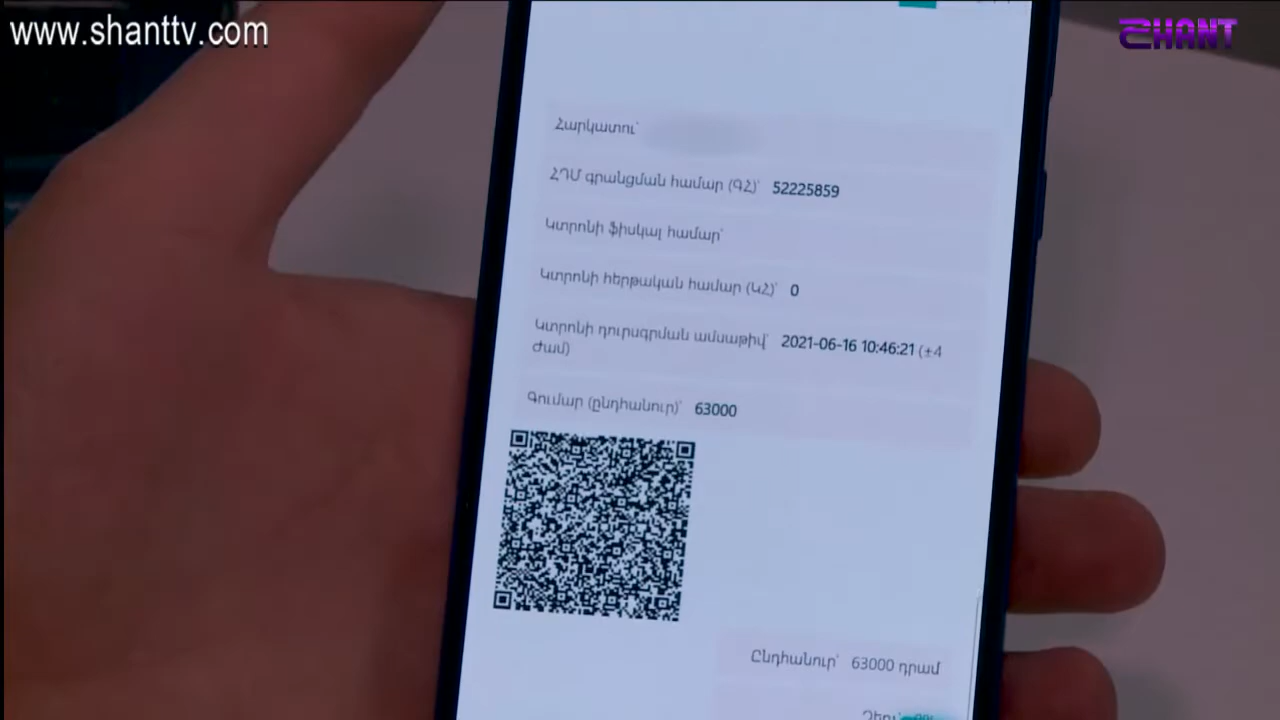 www.shanttv.com
SHANT
Հարկատու՝
ՀԴՄ գրանցման համար (ԳՀ)՝ 52225859
Կտրոնի ֆիսկալ համար՝
Կտրոնի հերթական համար (ԿՀ)՝ 0
Կտրոնի դուրսգրման ամսաթիվ՝ 2021-06-16 10:46:21 (±4
ժամ)
Գումար (ընդհանուր)՝ 63000
Ընդհանուր՝ 63000 դրամ